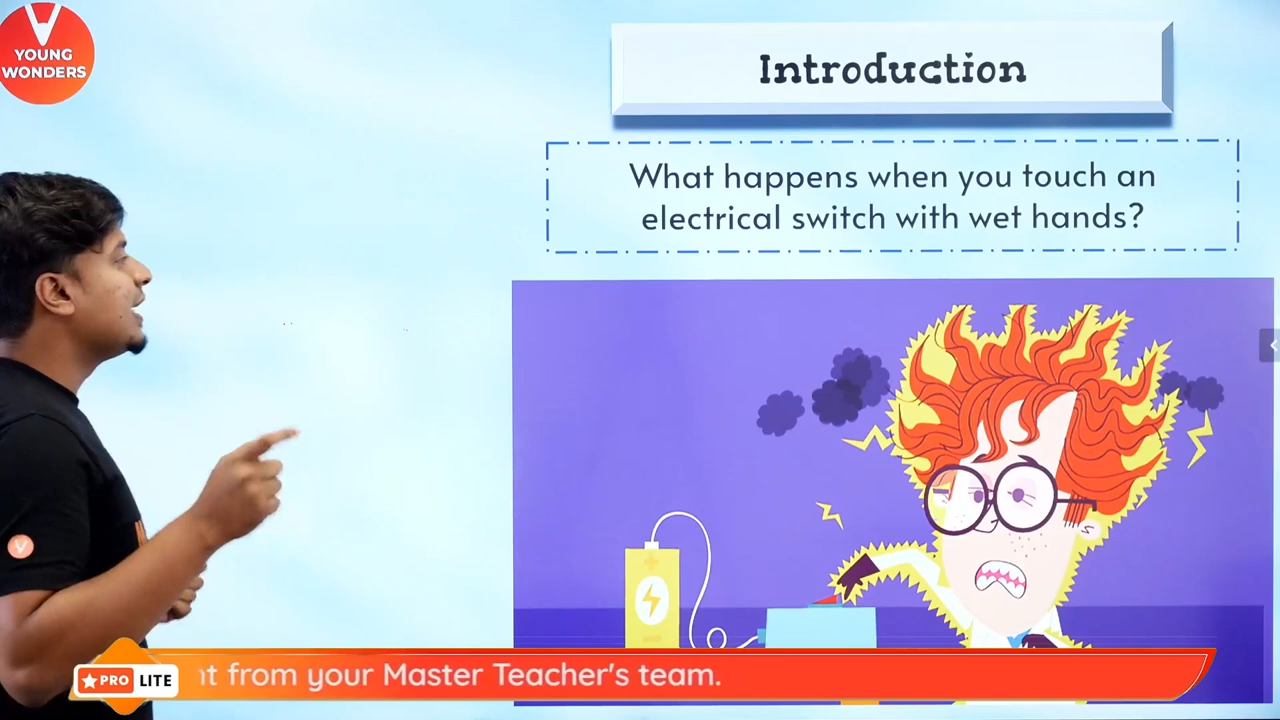 YOUNG
WONDERS
Introduction
What happens when you touch an
electrical switch with wet hands?
PRO LITE
from your Master Teacher's team.